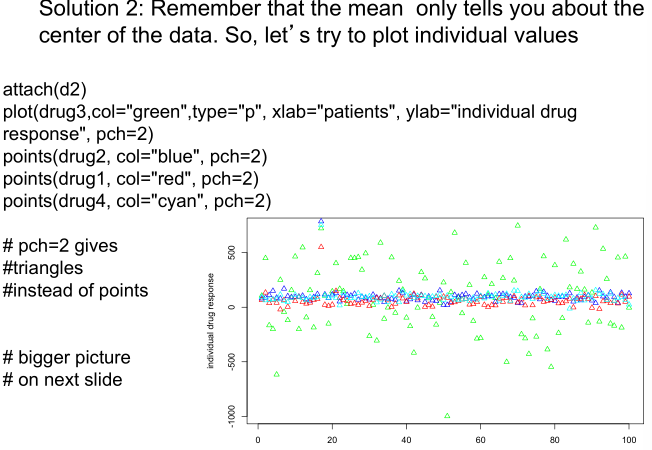 Solution 2: Remember that the mean only tells you about the
center of the data. So, let’s try to plot individual values
attach(d2)
plot(drug3,col="green",type="p", xlab="patients", ylab="individual drug
response", pch=2)
points(drug2, col="blue", pch=2)
points(drug1, col="red", pch=2)
points(drug4, col="cyan", pch=2)
# pch=2 gives
#triangles
#instead of points
# bigger picture
# on next slide
individual drug response
500
0
-500
-1000
0 20 40 60 80 100